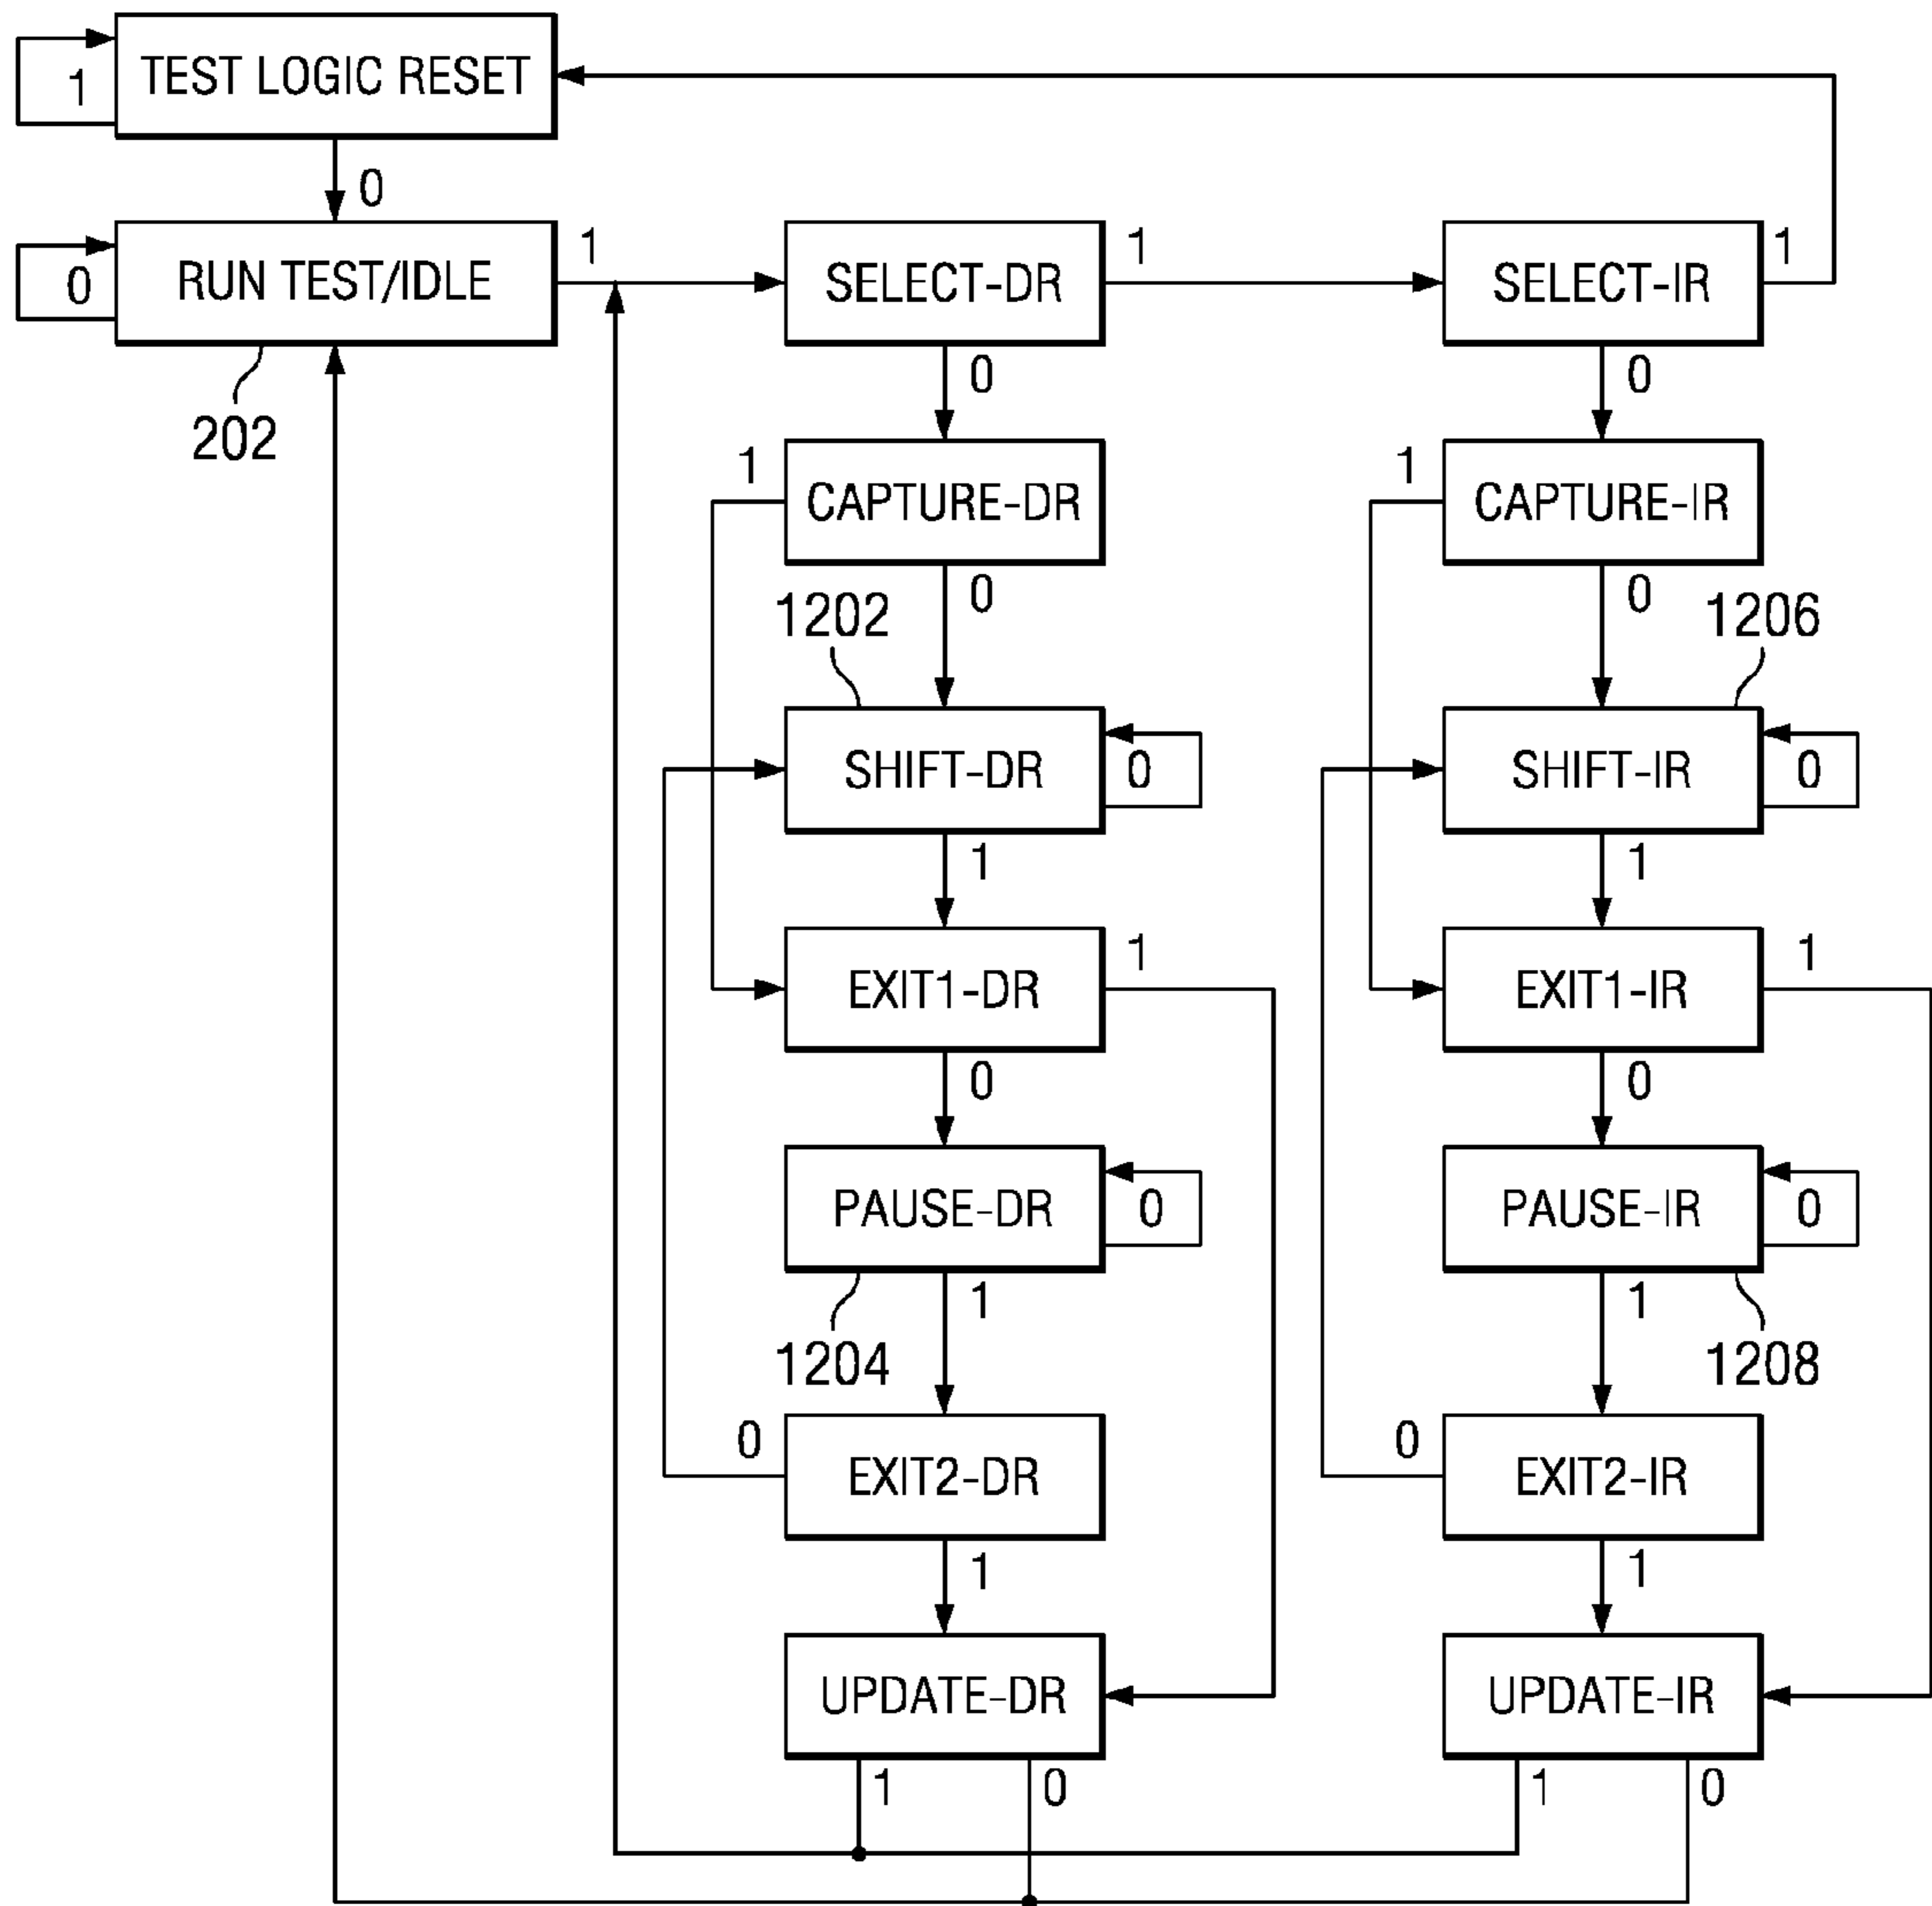 TEST LOGIC RESET
1
0
RUN TEST/IDLE
0
1
SELECT-DR
1
SELECT-IR
1
202
0
0
1
CAPTURE-DR
1
CAPTURE-IR
0
0
1202
1206
SHIFT-DR
0
SHIFT-IR
0
1
1
EXIT1-DR
1
EXIT1-IR
1
0
0
PAUSE-DR
0
PAUSE-IR
0
1
1
1204
1208
0
EXIT2-DR
0
EXIT2-IR
1
1
UPDATE-DR
UPDATE-IR
1
0
1
0